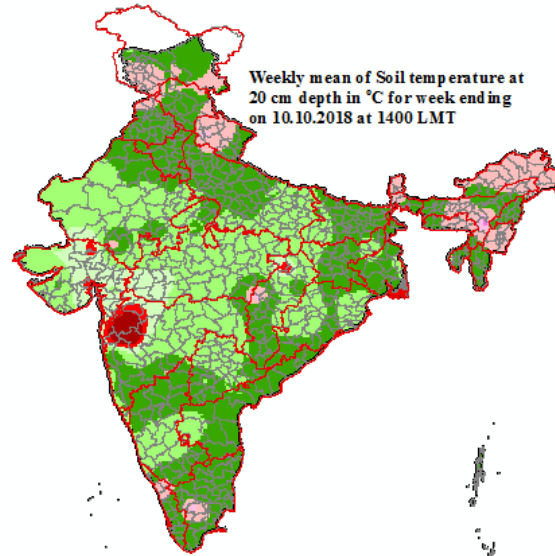 Weekly mean of Soil temperature at
20 cm depth in °C for week ending
on 10.10.2018 at 1400 LMT